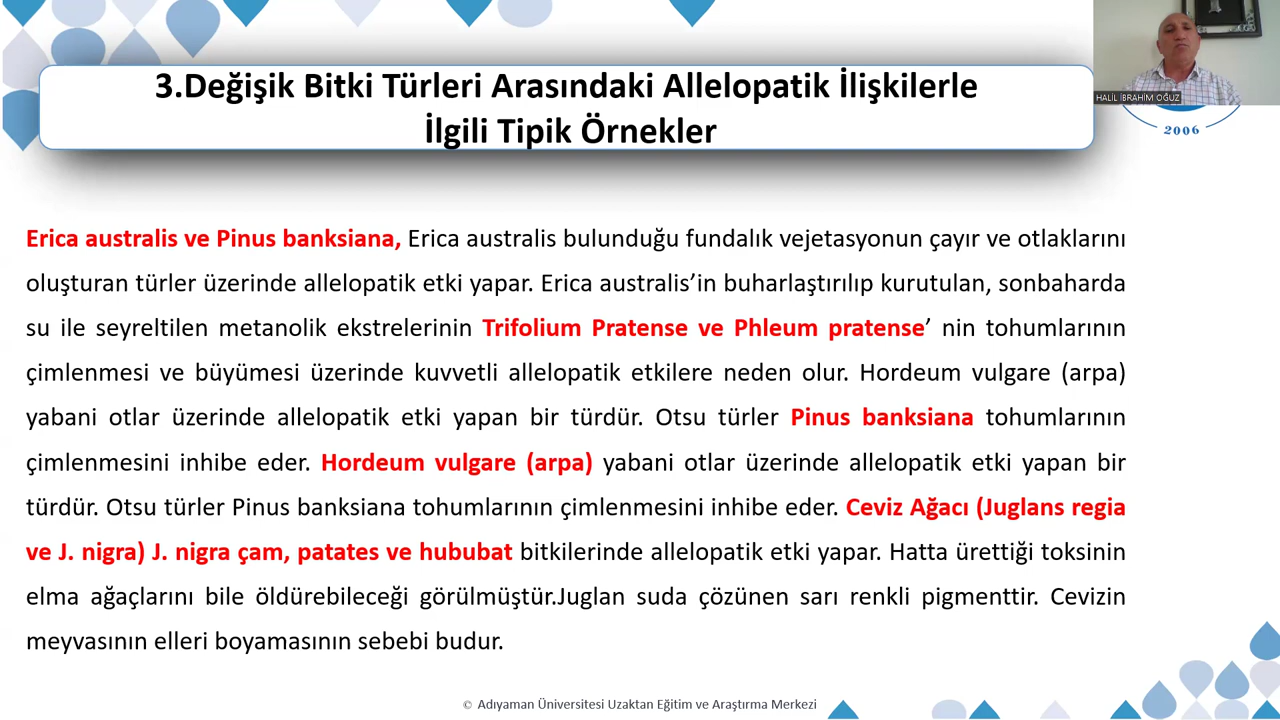 3.Değişik Bitki Türleri Arasındaki Allelopatik İlişkilerle
İlgili Tipik Örnekler
HALİL İBRAHİM OĞUZ
2006
Erica australis ve Pinus banksiana, Erica australis bulunduğu fundalık vejetasyonun çayır ve otlaklarını
oluşturan türler üzerinde allelopatik etki yapar. Erica australis’in buharlaştırılıp kurutulan, sonbaharda
su ile seyreltilen metanolik ekstrelerinin Trifolium Pratense ve Phleum pratense’ nin tohumlarının
çimlenmesi ve büyümesi üzerinde kuvvetli allelopatik etkilere neden olur. Hordeum vulgare (arpa)
yabani otlar üzerinde allelopatik etki yapan bir türdür. Otsu türler Pinus banksiana tohumlarının
çimlenmesini inhibe eder. Hordeum vulgare (arpa) yabani otlar üzerinde allelopatik etki yapan bir
türdür. Otsu türler Pinus banksiana tohumlarının çimlenmesini inhibe eder. Ceviz Ağacı (Juglans regia
ve J. nigra) J. nigra çam, patates ve hububat bitkilerinde allelopatik etki yapar. Hatta ürettiği toksinin
elma ağaçlarını bile öldürebileceği görülmüştür.Juglan suda çözünen sarı renkli pigmenttir. Cevizin
meyvasının elleri boyamasının sebebi budur.
© Adıyaman Üniversitesi Uzaktan Eğitim ve Araştırma Merkezi